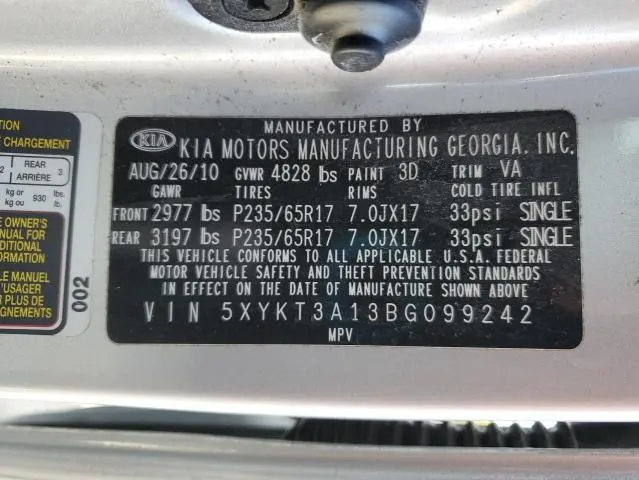 TION
E CHARGEMENT
2 REAR 3
ARRIÈRE
kg or 930 lbs.
kg ou lb.
E OWNER'S
MANUAL FOR
DDITIONAL
FORMATION
LE MANUEL
'USAGER
R PLUS DE
IGNEMENTS
002
MANUFACTURED BY
KIA KIA MOTORS MANUFACTURING GEORGIA, INC.
AUG/26/10 GVWR 4828 lbs PAINT 3D TRIM VA
GAWR TIRES RIMS COLD TIRE INFL
FRONT 2977 lbs P235/65R17 7.0JX17 33psi SINGLE
REAR 3197 lbs P235/65R17 7.0JX17 33psi SINGLE
THIS VEHICLE CONFORMS TO ALL APPLICABLE U.S.A. FEDERAL
MOTOR VEHICLE SAFETY AND THEFT PREVENTION STANDARDS
IN EFFECT ON THE DATE OF MANUFACTURE SHOWN ABOVE
VIN 5XYKT3A13BG099242
MPV